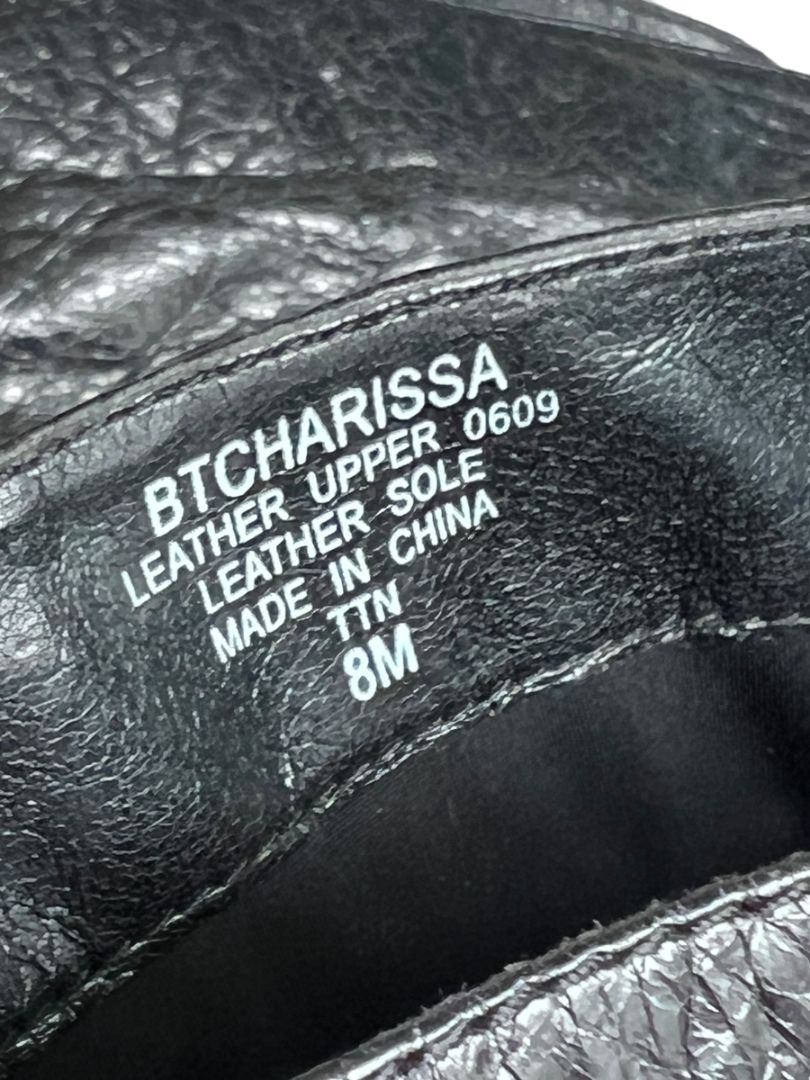 BTCHARISSA
LEATHER UPPER 0609
LEATHER SOLE
MADE IN CHINA
TTN
8M